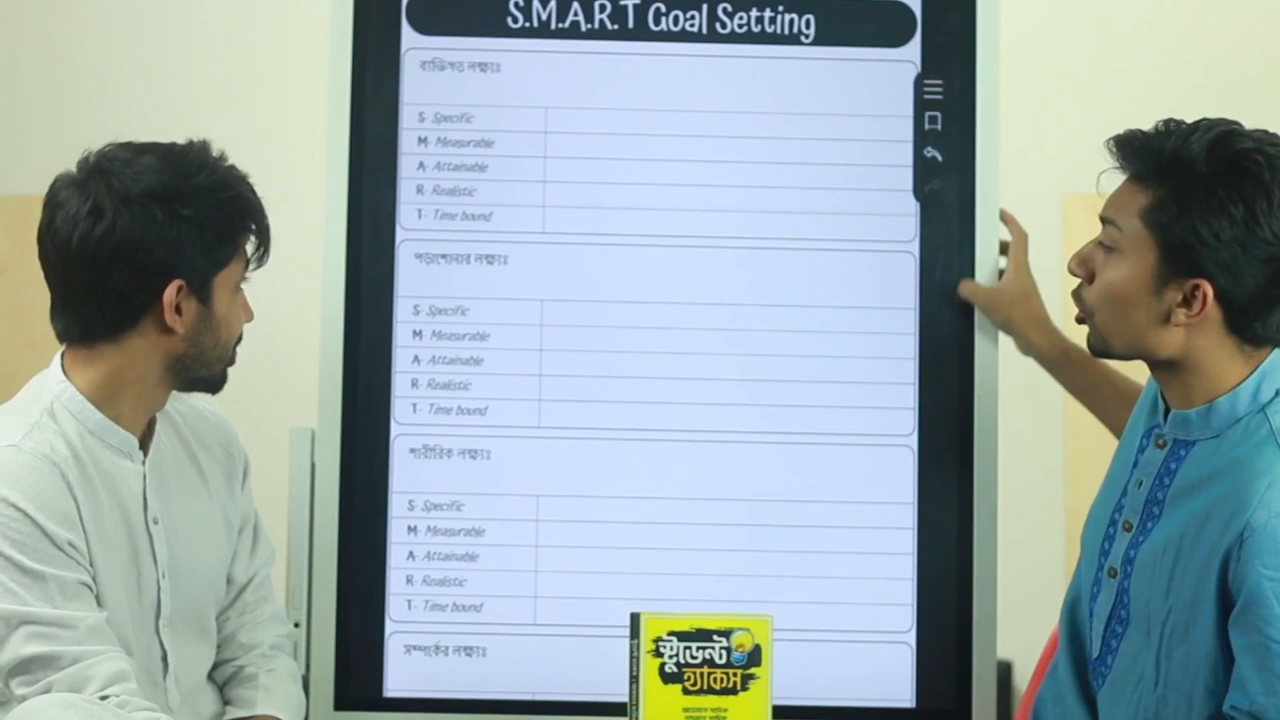 S.M.A.R.T Goal Setting
ব্যক্তিগত লক্ষ্যঃ
S- Specific
M- Measurable
A- Attainable
R- Realistic
T- Time bound
পড়াশোনার লক্ষ্যঃ
S- Specific
M- Measurable
A- Attainable
R- Realistic
T- Time bound
শারীরিক লক্ষ্যঃ
S- Specific
M- Measurable
A- Attainable
R- Realistic
T- Time bound
সম্পর্কের লক্ষ্যঃ
স্টুডেন্ট
হ্যাকস